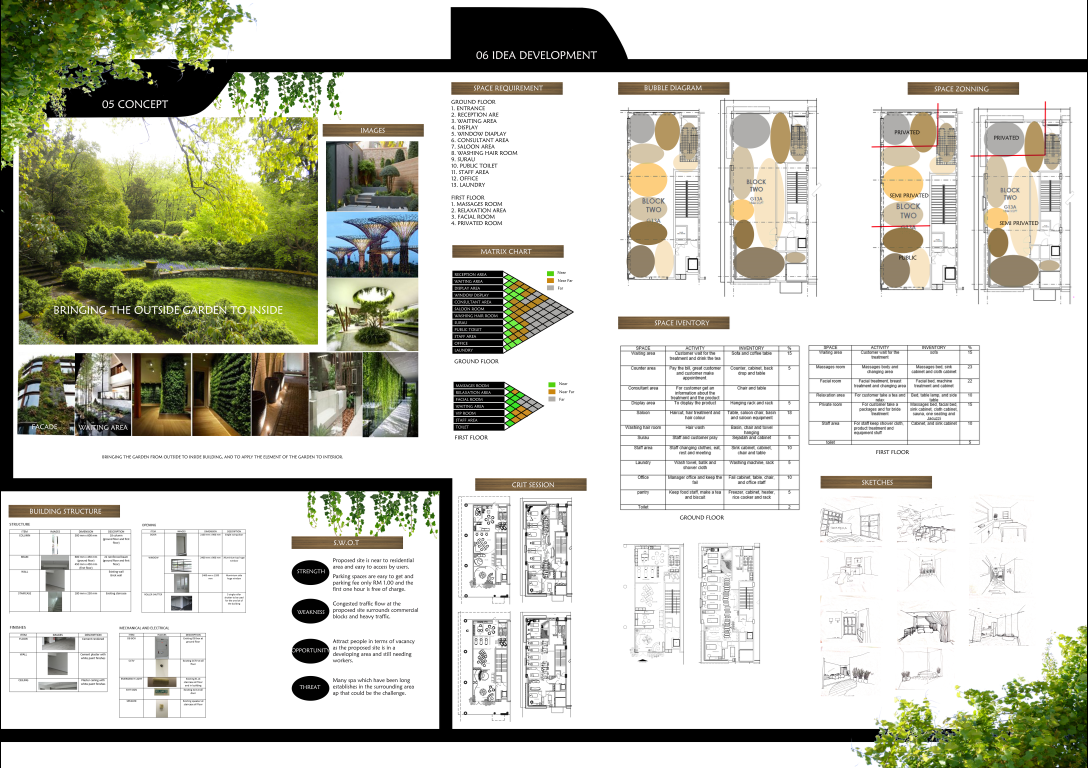 05 CONCEPT
IMAGES
BRINGING THE OUTSIDE GARDEN TO INSIDE
FACADE
WAITING AREA
BRINGING THE GARDEN FROM OUTSIDE TO INSIDE BUILDING, AND TO APPLY THE ELEMENT OF THE GARDEN TO INTERIOR.
BUILDING STRUCTURE
STRUCTURE
OPENING
FINISHES
MECHANICAL AND ELECTRICAL
S.W.O.T
STRENGTH
Proposed site is near to residential
area and easy to access by users.
Parking spaces are easy to get and
parking fee only RM 1.00 and the
first one hour is free of charge.
WEAKNESS
Congested traffic flow at the
proposed site surrounds commercial
blocks and heavy traffic.
OPPORTUNITY
Attract people in terms of vacancy
as the proposed site is in a
developing area and still needing
workers.
THREAT
Many spa which have been long
establishes in the surrounding area
ap that could be the challenge.
06 IDEA DEVELOPMENT
SPACE REQUIREMENT
GROUND FLOOR
1. ENTRANCE
2. RECEPTION ARE
3. WAITING AREA
4. DISPLAY
5. WINDOW DIAPLAY
6. CONSULTANT AREA
7. SALOON AREA
8. WASHING HAIR ROOM
9. SURAU
10. PUBLIC TOILET
11. STAFF AREA
12. OFFICE
13. LAUNDRY
FIRST FLOOR
1. MASSAGES ROOM
2. RELAXATION AREA
3. FACIAL ROOM
4. PRIVATED ROOM
MATRIX CHART
RECEPTION AREA
WAITING AREA
DISPLAY AREA
WINDOW DISPLAY
CONSULTANT AREA
SALOON ROOM
WASHING HAIR ROOM
SURAU
PUBLIC TOILET
STAFF AREA
OFFICE
LAUNDRY
Near
Near Far
Far
GROUND FLOOR
MASSAGES ROOM
RELAXATION AREA
FACIAL ROOM
WAITING AREA
VIP ROOM
STAFF AREA
TOILET
Near
Near Far
Far
FIRST FLOOR
CRIT SESSION
BUBBLE DIAGRAM
BLOCK
TWO
BLOCK
TWO
G13A
SPACE ZONNING
PRIVATED
SEMI PRIVATED
BLOCK
TWO
PUBLIC
PRIVATED
BLOCK
TWO
G13A
SEMI PRIVATED
SPACE IVENTORY
SPACE ACTIVITY INVENTORY %
Waiting area Customer visit for the treatment and drink the tea Sofa and coffee table 15
Counter area Pay the bill, greet customer and customer make appointment. Counter, cabinet, back drop and table 5
Consultant area For customer get an information about the treatment and the product Chair and table
Display area To display the product Hanging rack and rack 5
Saloon Haircut, hair treatment and hair colour Table, saloon chair, basin and saloon equipment 10
Washing hair room Hair wash Basin, chair and towel hanging
Surau Staff and customer pray Sejadah and cabinet 5
Staff area Staff changing clothes, eat, rest and meeting Sink cabinet, cabinet, chair and table 10
Laundry Wash towel, batik and shower cloth Washing machine, rack 5
Office Manager office and keep the fail Fail cabinet, table, chair, and office staff 10
pantry Keep food staff, make a tea and biscuit Freezer, cabinet, heater, rice cooker and rack 5
Toilet 2
GROUND FLOOR
SPACE ACTIVITY INVENTORY %
Waiting area Customer visit for the treatment sofa 15
Massages room Massages body and changing area Massages bed, sink cabinet and cloth cabinet 23
Facial room Facial treatment, breast treatment and changing area Facial bed, machine treatment and cabinet 22
Relaxation area For customer take a tea and relax Bed, table lamp, and side table 10
Private room For customer take a packages and for bride treatment Massages bed, facial bed, sink cabinet, cloth cabinet, sauna, one seating and Jacuzzi 15
Staff area For staff keep shower cloth, product treatment and equipment stuff Cabinet, and sink cabinet 10
toilet 5
FIRST FLOOR
SKETCHES